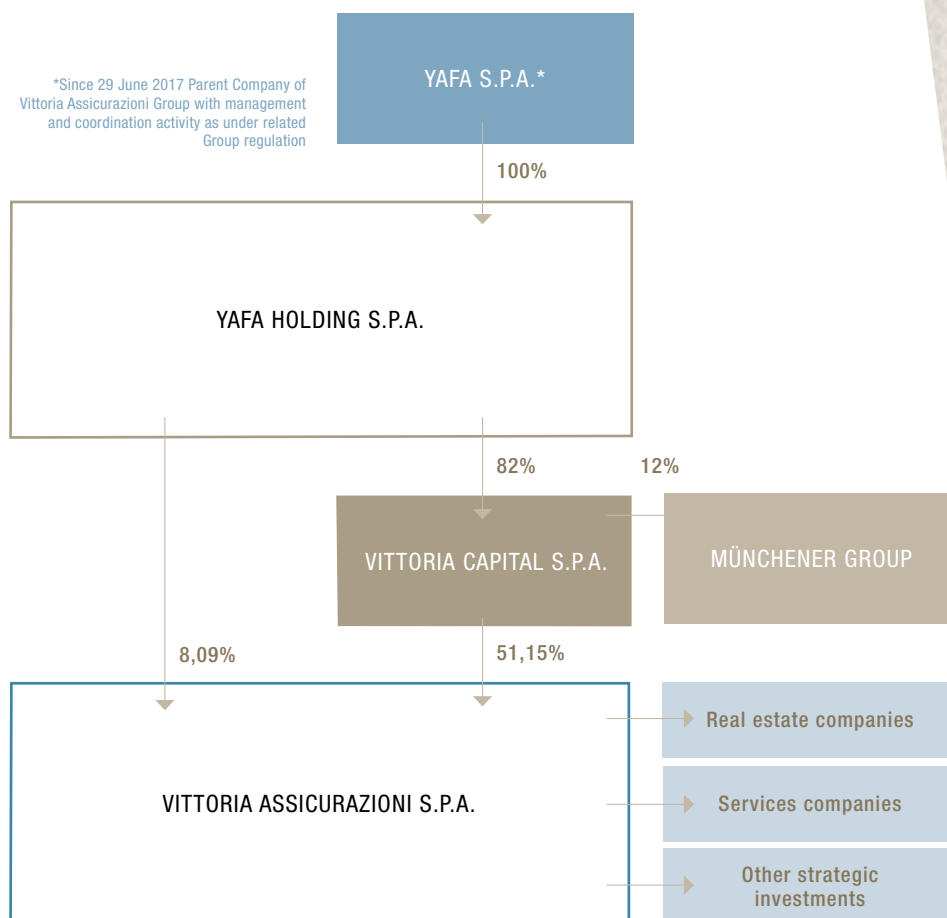 YAFA S.P.A.*
*Since 29 June 2017 Parent Company of
Vittoria Assicurazioni Group with management
and coordination activity as under related
Group regulation
100%
YAFA HOLDING S.P.A.
82%
12%
VITTORIA CAPITAL S.P.A.
MÜNCHENER GROUP
8,09%
51,15%
Real estate companies
VITTORIA ASSICURAZIONI S.P.A.
Services companies
Other strategic
investments